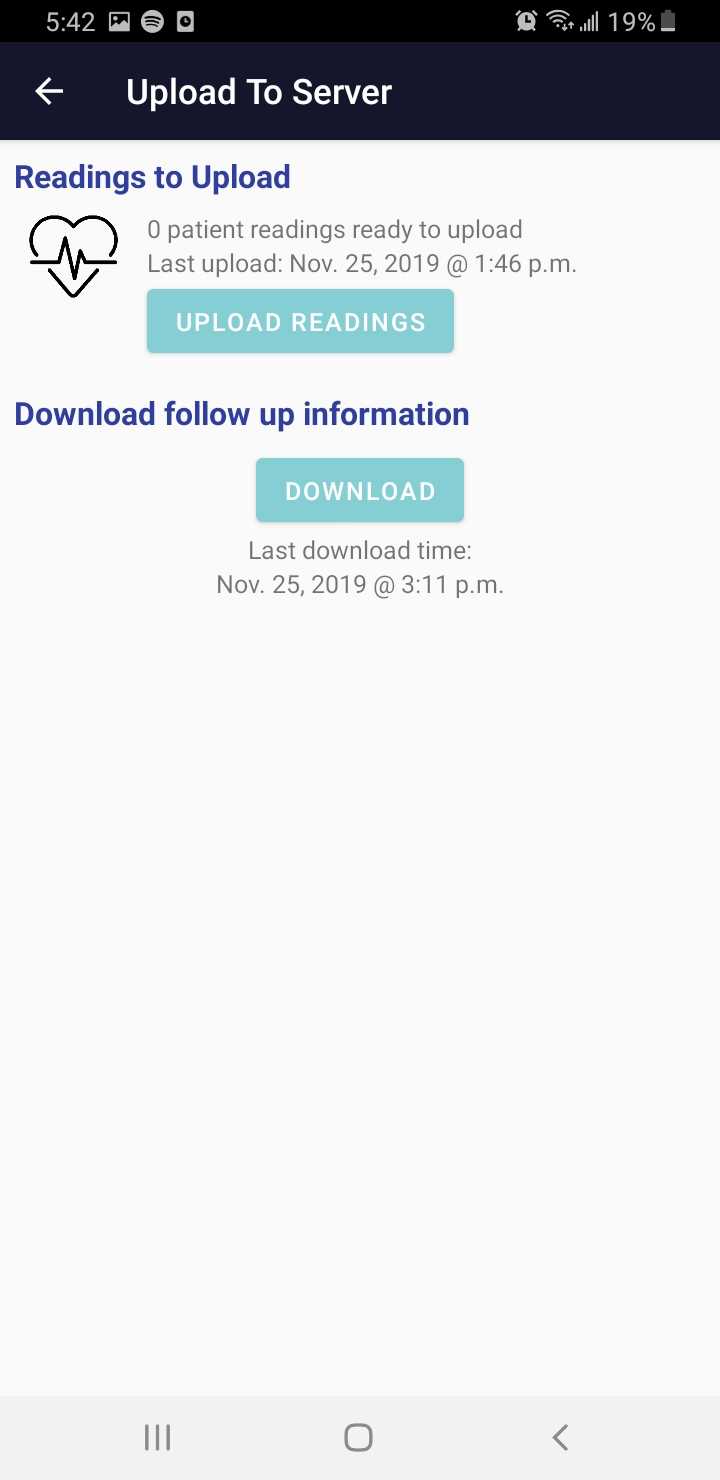 5:42 19%
Upload To Server
Readings to Upload
0 patient readings ready to upload
Last upload: Nov. 25, 2019 @ 1:46 p.m.
UPLOAD READINGS
Download follow up information
DOWNLOAD
Last download time:
Nov. 25, 2019 @ 3:11 p.m.